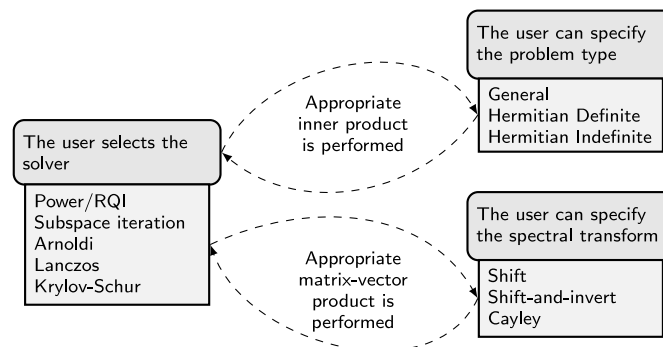 The user can specify
the problem type
General
Hermitian Definite
Hermitian Indefinite
Appropriate
inner product
is performed
The user selects the
solver
Power/RQI
Subspace iteration
Arnoldi
Lanczos
Krylov-Schur
The user can specify
the spectral transform
Shift
Shift-and-invert
Cayley
Appropriate
matrix-vector
product is
performed